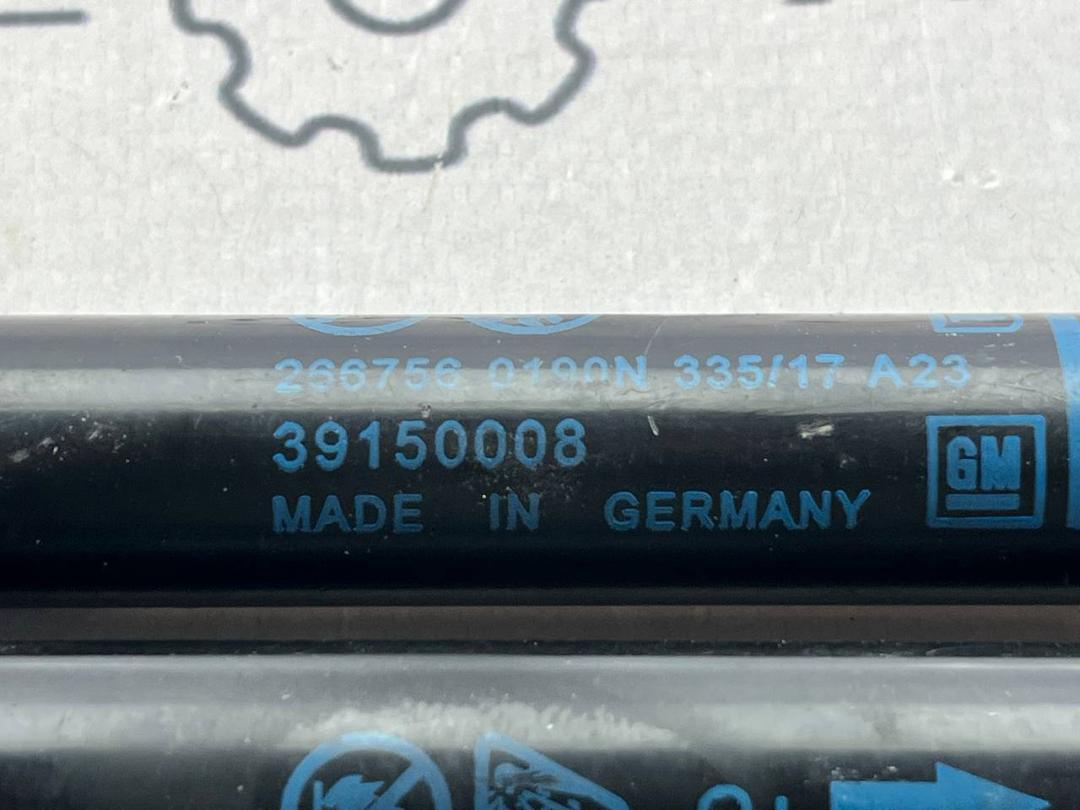 266756 0190N 335/17 A23
39150008
MADE IN GERMANY
GM